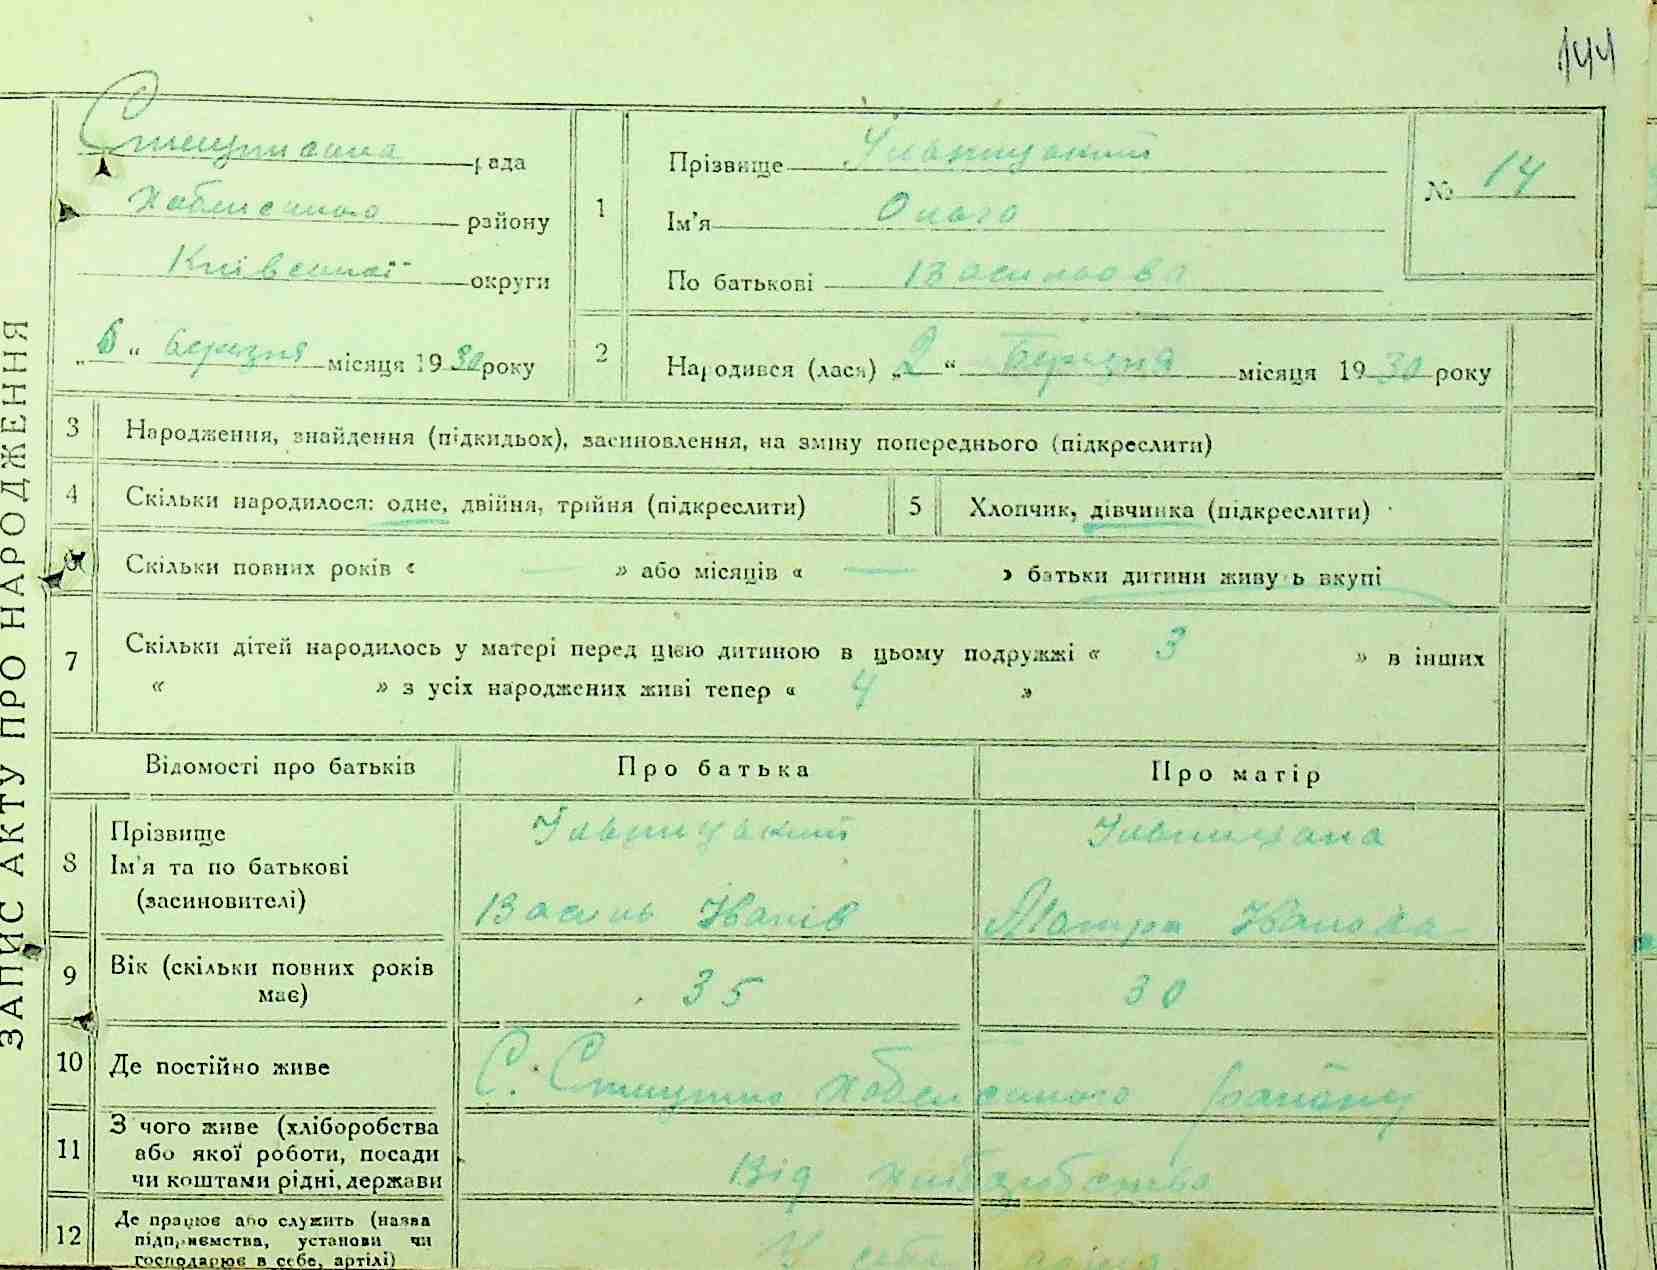 144
рада
району
Київської округи
„6“ березня місяця 1930 року
ЗАПИС АКТУ ПРО НАРОДЖЕННЯ
1
Прізвище
Ім'я Ольга
По батькові Васильова
№ 14
2
Народився (лася) „2“ Березня місяця 1930 року
3 Народження, знайдення (підкидьок), засиновлення, на зміну попереднього (підкреслити)
4 Скільки народилося: одне, двійня, трійня (підкреслити)
5 Хлопчик, дівчинка (підкреслити)
6 Скільки повних років « — » або місяців « — » батьки дитини живуть вкупі
7 Скільки дітей народилось у матері перед цією дитиною в цьому подружжі « 3 » в інших
« » з усіх народжених живі тепер « 4 »
Відомості про батьків Про батька Про матір
8 Прізвище
Ім'я та по батькові
(засиновителі)
Василь Іванів
Іванова
9 Вік (скільки повних років має) 35 30
10 Де постійно живе С. району
11 З чого живе (хліборобства
або якої роботи, посади
чи коштами рідні, держави
Від хліборобства
12 Де працює або служить (назва
підприємства, установи чи
господарює в себе, артілі)
У себе